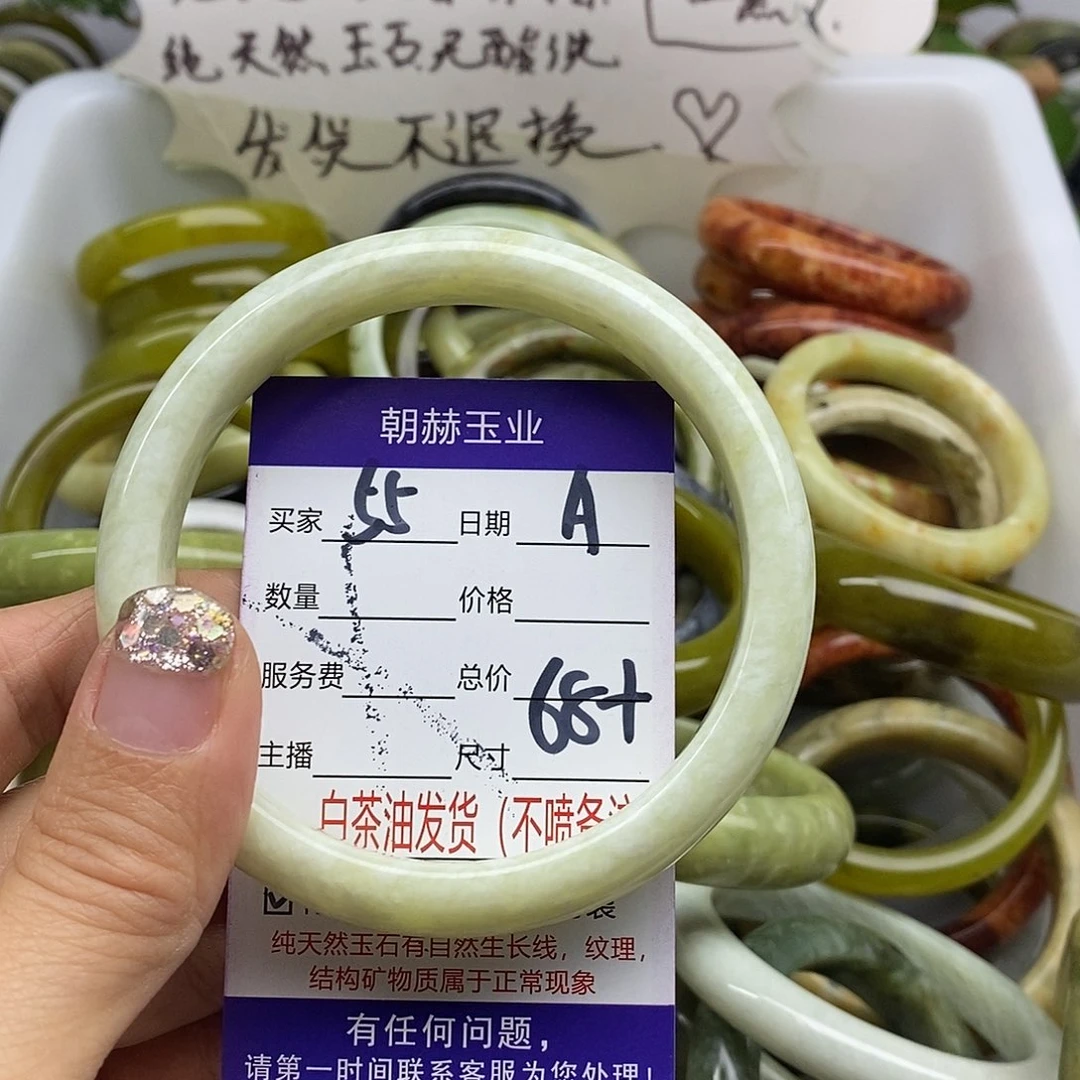 纯天然玉石无酸洗
发货不退换
朝赫玉业
买家 55 日期 A
数量 价格
服务费 总价 68+
主播 尺寸
白茶油发货（不喷各
纯天然玉石有自然生长线，纹理，
结构矿物质属于正常现象
有任何问题，
请第一时间联系客服为您处理！